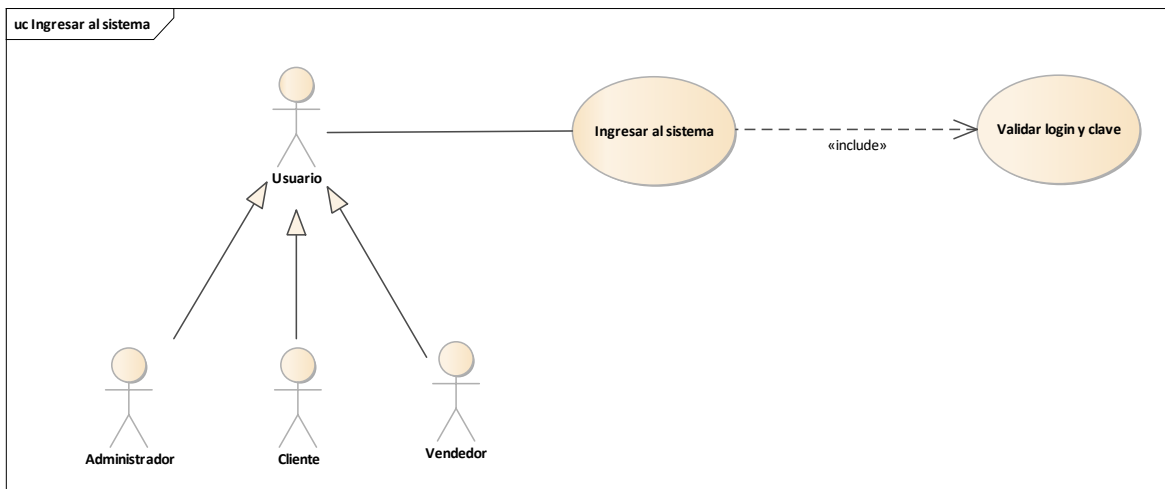 uc Ingresar al sistema
Usuario
Ingresar al sistema
«include»
Validar login y clave
Administrador
Cliente
Vendedor